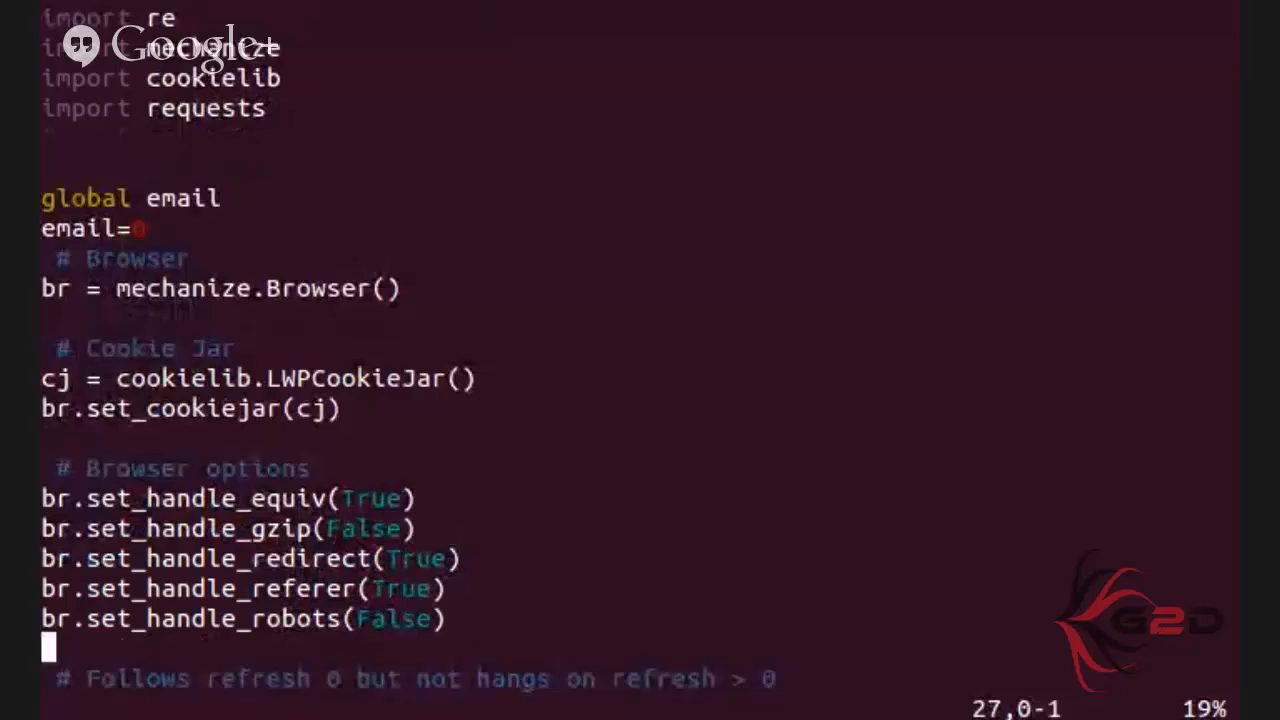 import re
Google+
import mechanize
import cookielib
import requests
global email
email=0
# Browser
br = mechanize.Browser()
# Cookie Jar
cj = cookielib.LWPCookieJar()
br.set_cookiejar(cj)
# Browser options
br.set_handle_equiv(True)
br.set_handle_gzip(False)
br.set_handle_redirect(True)
br.set_handle_referer(True)
br.set_handle_robots(False)
G2D
# Follows refresh 0 but not hangs on refresh > 0
27,0-1 19%